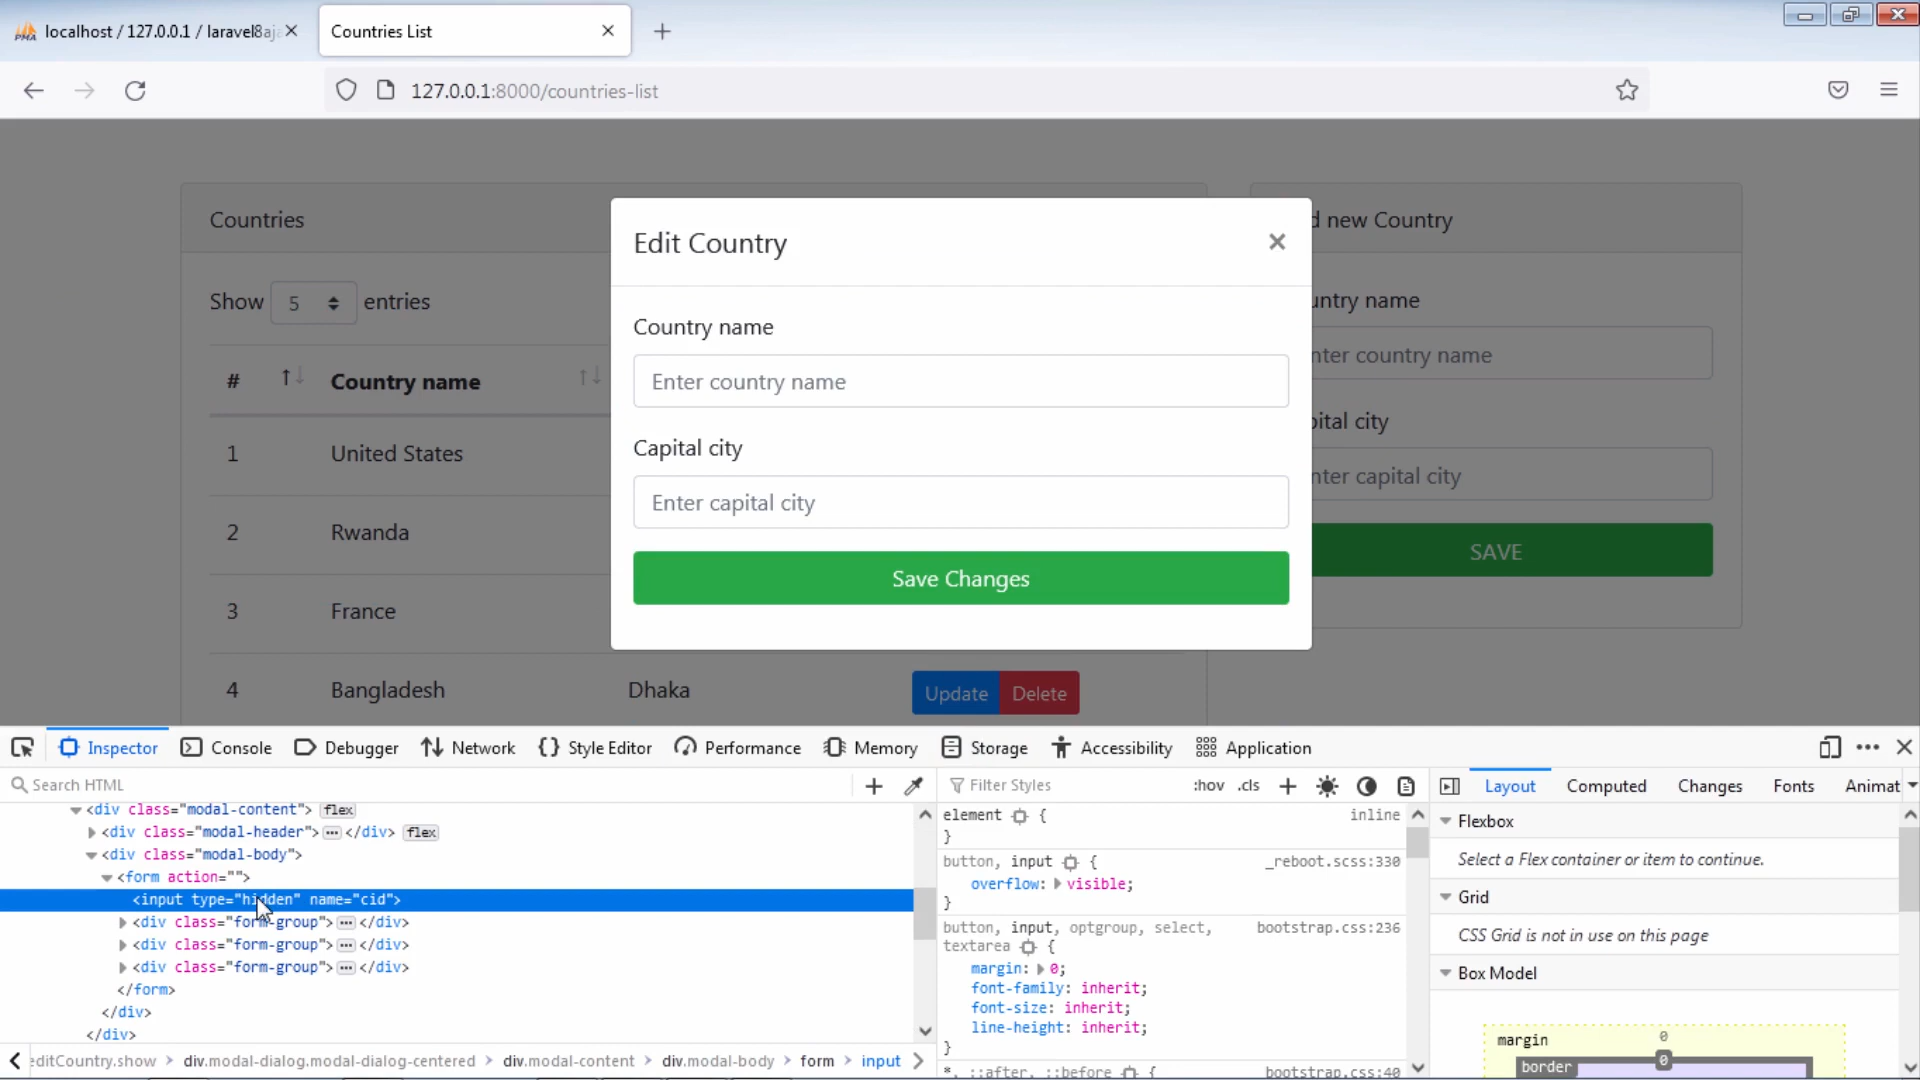 localhost / 127.0.0.1 / laravel8aj
Countries List
127.0.0.1:8000/countries-list
Countries
Show 5 entries
# Country name
1 United States
2 Rwanda
3 France
4 Bangladesh Dhaka Update Delete
Edit Country ×
Country name
Enter country name
Capital city
Enter capital city
Save Changes
d new Country
untry name
nter country name
pital city
nter capital city
SAVE
Inspector Console Debugger Network Style Editor Performance Memory Storage Accessibility Application
Search HTML
<div class="modal-content"> flex
<div class="modal-header"> ••• </div> flex
<div class="modal-body">
<form action="">
<input type="hidden" name="cid">
<div class="form-group"> ••• </div>
<div class="form-group"> ••• </div>
<div class="form-group"> ••• </div>
</form>
</div>
</div>
editCountry.show > div.modal-dialog.modal-dialog-centered > div.modal-content > div.modal-body > form > input
Filter Styles :hov .cls +
element { inline
}
button, input { _reboot.scss:330
overflow: visible;
}
button, input, optgroup, select, bootstrap.css:236
textarea {
margin: 0;
font-family: inherit;
font-size: inherit;
line-height: inherit;
}
*, ::after, ::before { bootstrap.css:40
Layout Computed Changes Fonts Animat
Flexbox
Select a Flex container or item to continue.
Grid
CSS Grid is not in use on this page
Box Model
margin 0
border 0